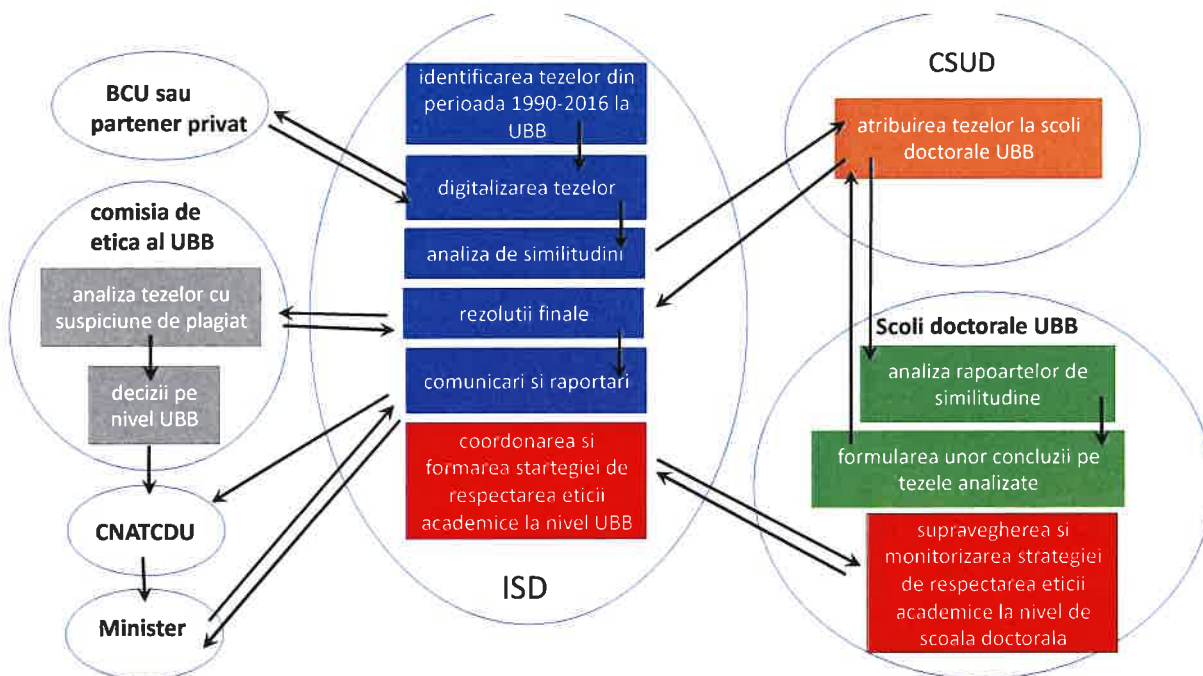 BCU sau
partener privat
comisia de
etica al UBB
analiza tezelor cu
suspiciune de plagiat
decizii pe
nivel UBB
CNATCDU
Minister
identificarea tezelor din
perioada 1990-2016 la
UBB
digitalizarea tezelor
analiza de similitudini
rezolutii finale
comunicari si raportari
coordonarea si
formarea startegiei de
respectarea eticii
academice la nivel UBB
ISD
CSUD
atribuirea tezelor la scoli
doctorale UBB
Scoli doctorale UBB
analiza rapoartelor de
similitudine
formularea unor concluzii pe
tezele analizate
supravegherea si
monitorizarea strategiei
de respectarea eticii
academice la nivel de
scoala doctorala